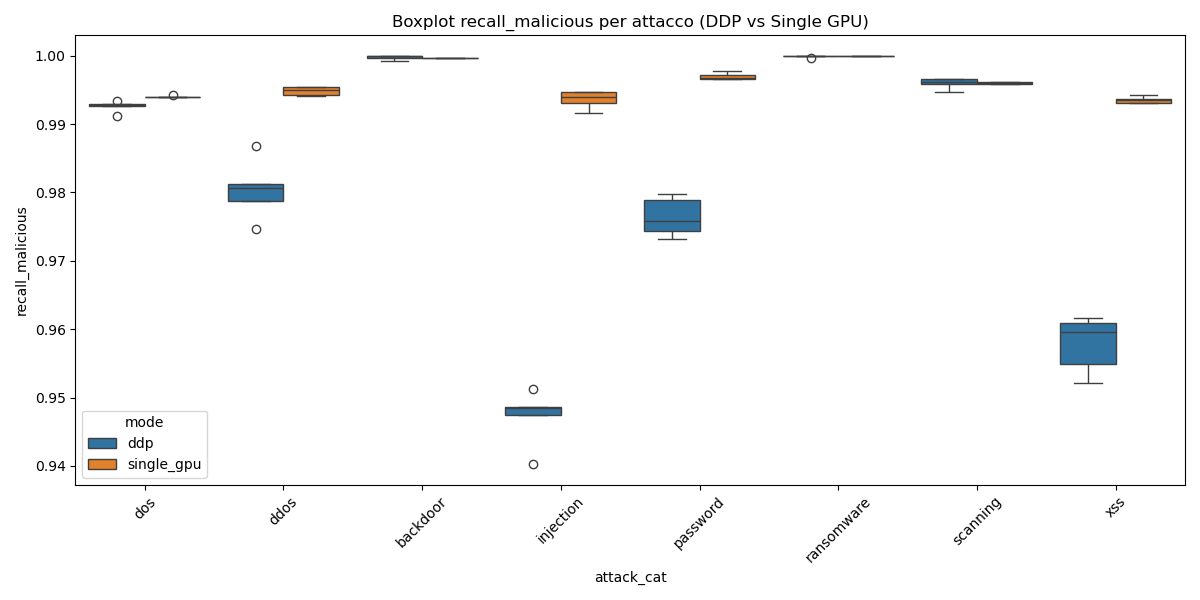 Boxplot recall_malicious per attacco (DDP vs Single GPU)
recall_malicious
1.00
0.99
0.98
0.97
0.96
0.95
0.94
mode
ddp
single_gpu
dos
ddos
backdoor
injection
password
ransomware
scanning
xss
attack_cat